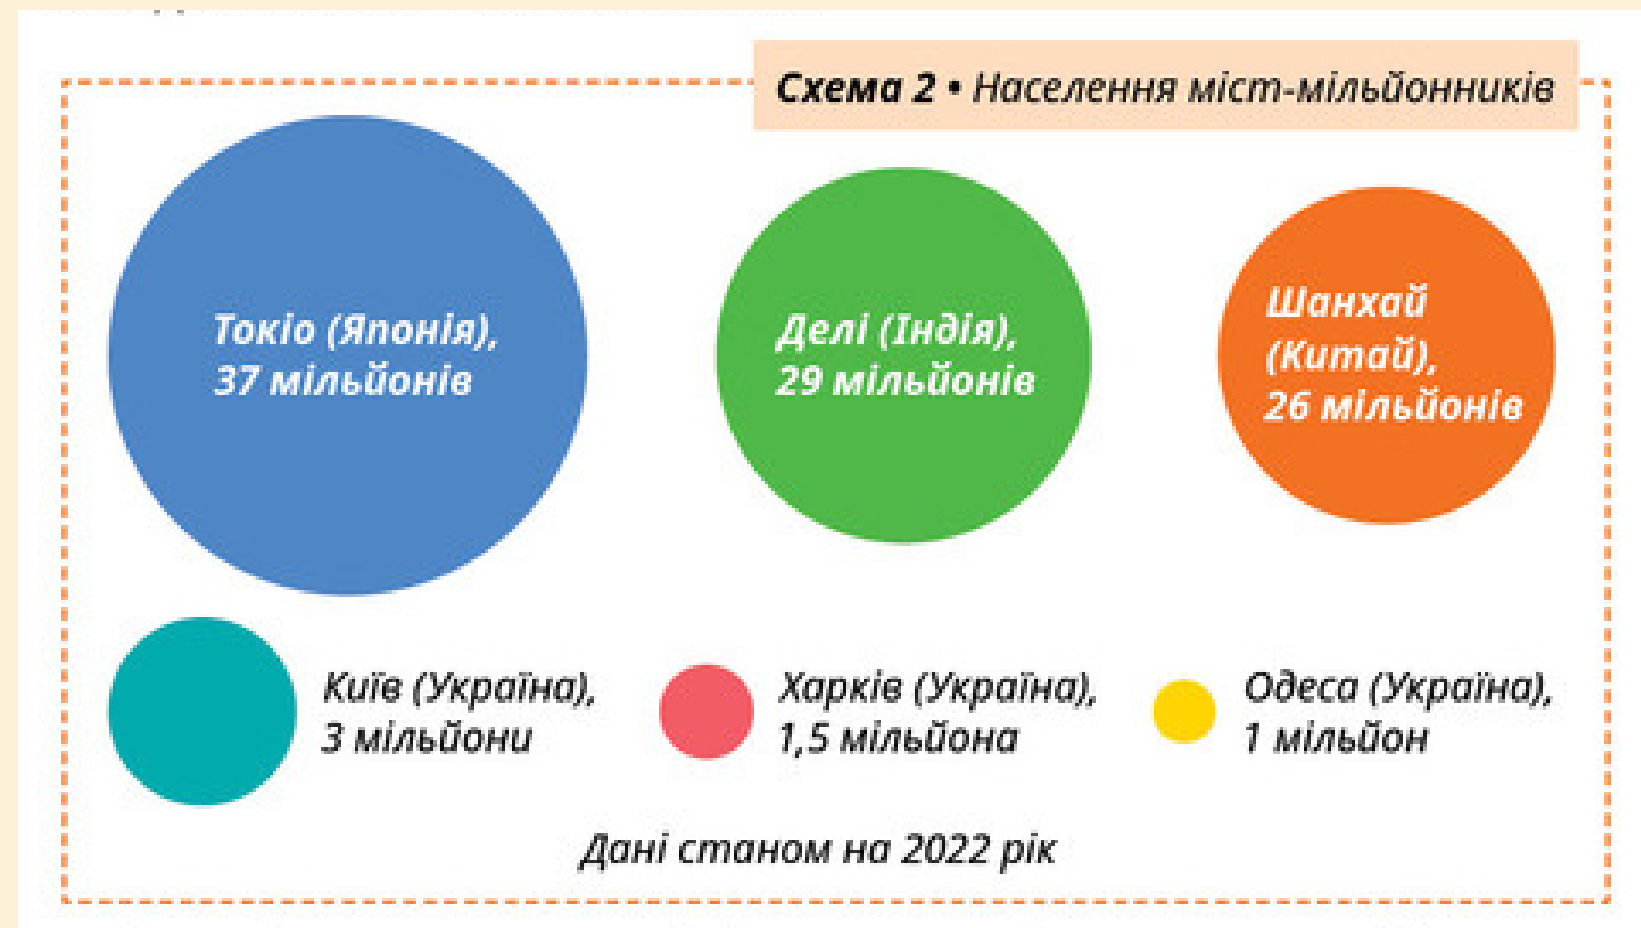 Схема 2 • Населення міст-мільйонників
Токіо (Японія),
37 мільйонів
Делі (Індія),
29 мільйонів
Шанхай
(Китай),
26 мільйонів
Київ (Україна),
3 мільйони
Харків (Україна),
1,5 мільйона
Одеса (Україна),
1 мільйон
Дані станом на 2022 рік